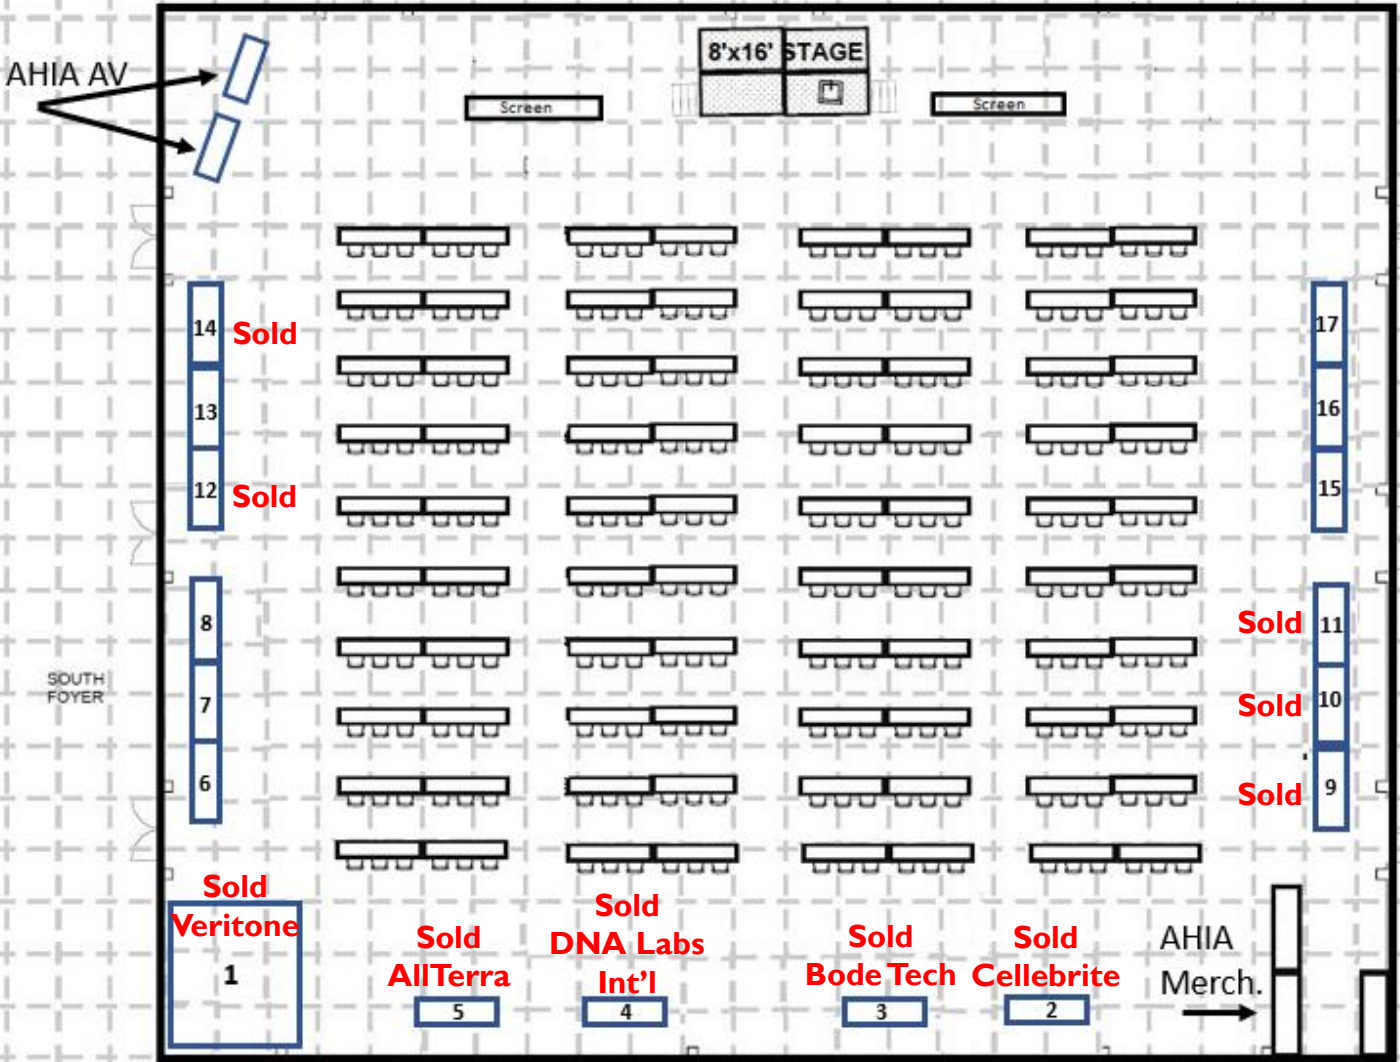 AHIA AV
8'x16' STAGE
Screen
Screen
14 Sold
13
12 Sold
17
16
15
8
7
6
SOUTH
FOYER
Sold 11
Sold 10
Sold 9
Sold
Veritone
1
Sold
AllTerra
5
Sold
DNA Labs
Int'l
4
Sold
Bode Tech
3
Sold
Cellebrite
2
AHIA
Merch.